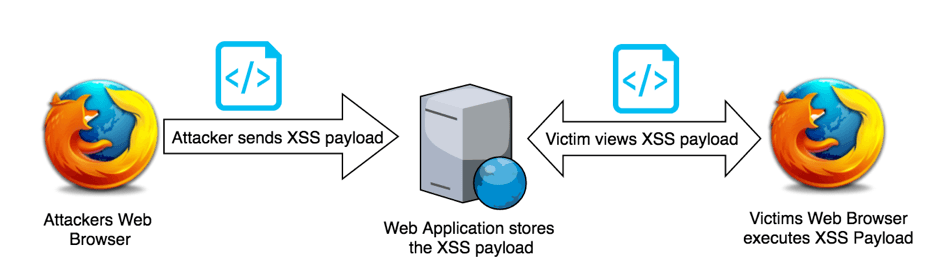 </>
</>
Attacker sends XSS payload
Victim views XSS payload
Attackers Web
Browser
Web Application stores
the XSS payload
Victims Web Browser
executes XSS Payload